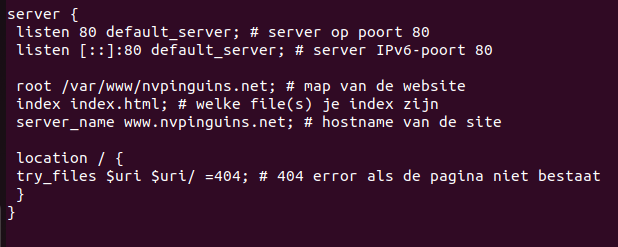 server {
 listen 80 default_server; # server op poort 80
 listen [::]:80 default_server; # server IPv6-poort 80

 root /var/www/nvpinguins.net; # map van de website
 index index.html; # welke file(s) je index zijn
 server_name www.nvpinguins.net; # hostname van de site

 location / {
 try_files $uri $uri/ =404; # 404 error als de pagina niet bestaat
 }
}